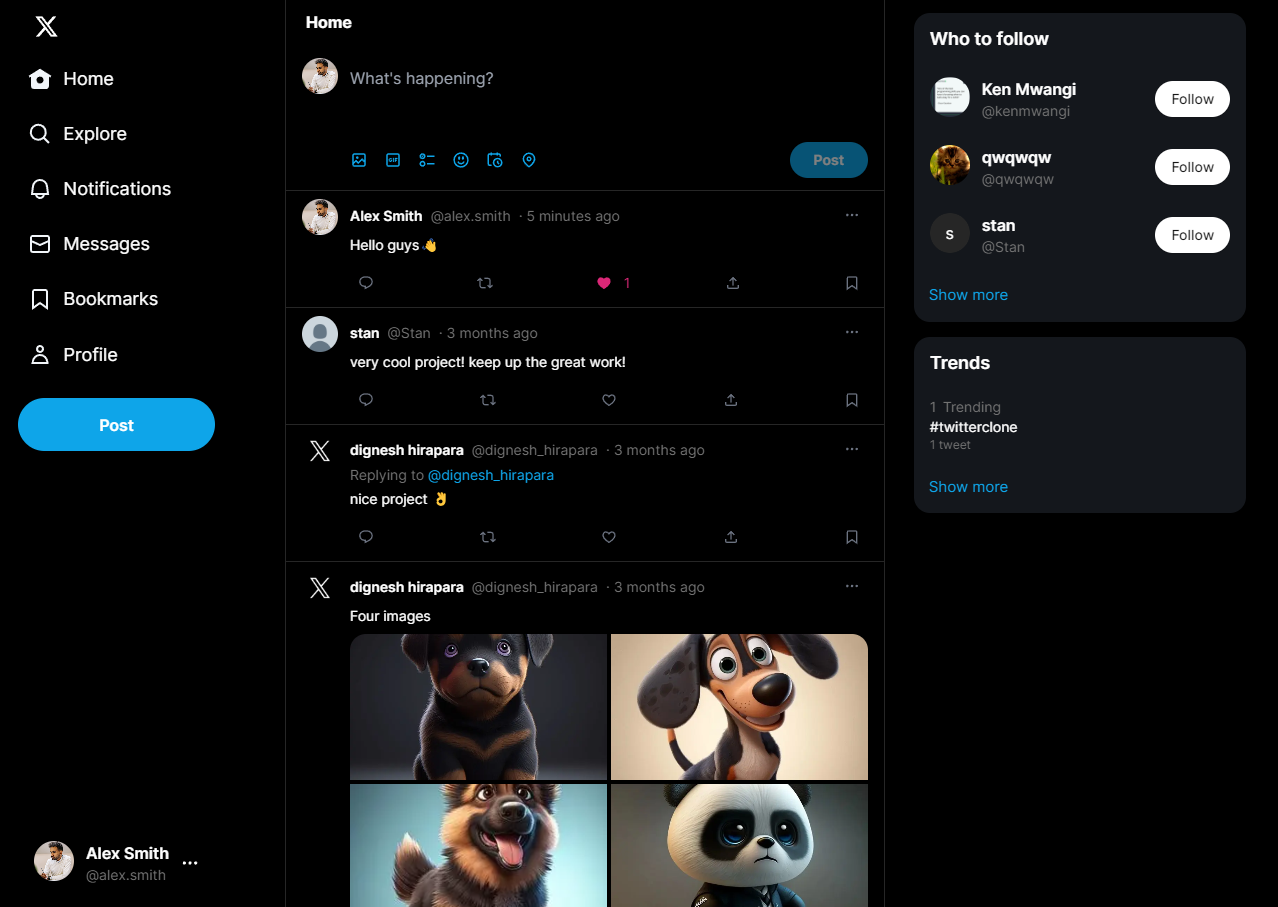 Home
Explore
Notifications
Messages
Bookmarks
Profile
Post
Alex Smith
@alex.smith
Home
What's happening?
GIF
Post
Alex Smith @alex.smith · 5 minutes ago
Hello guys 👋
1
stan @Stan · 3 months ago
very cool project! keep up the great work!
dignesh hirapara @dignesh_hirapara · 3 months ago
Replying to @dignesh_hirapara
nice project 👌
dignesh hirapara @dignesh_hirapara · 3 months ago
Four images
Who to follow
Ken Mwangi
@kenmwangi
Follow
qwqwqw
@qwqwqw
Follow
S
stan
@Stan
Follow
Show more
Trends
1 Trending
#twitterclone
1 tweet
Show more